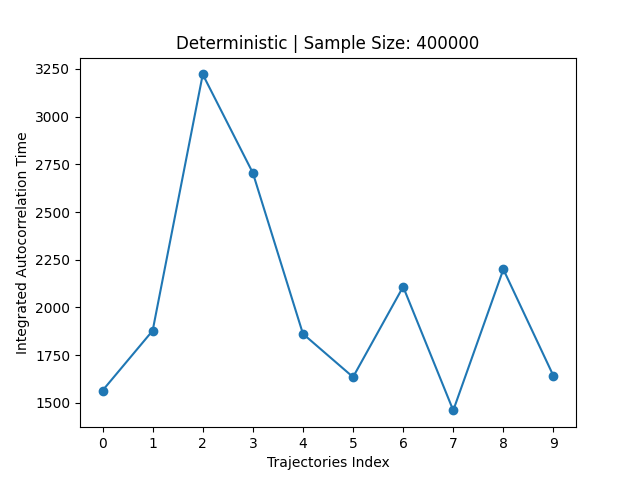 Deterministic | Sample Size: 400000
Integrated Autocorrelation Time
3250
3000
2750
2500
2250
2000
1750
1500
0 1 2 3 4 5 6 7 8 9
Trajectories Index